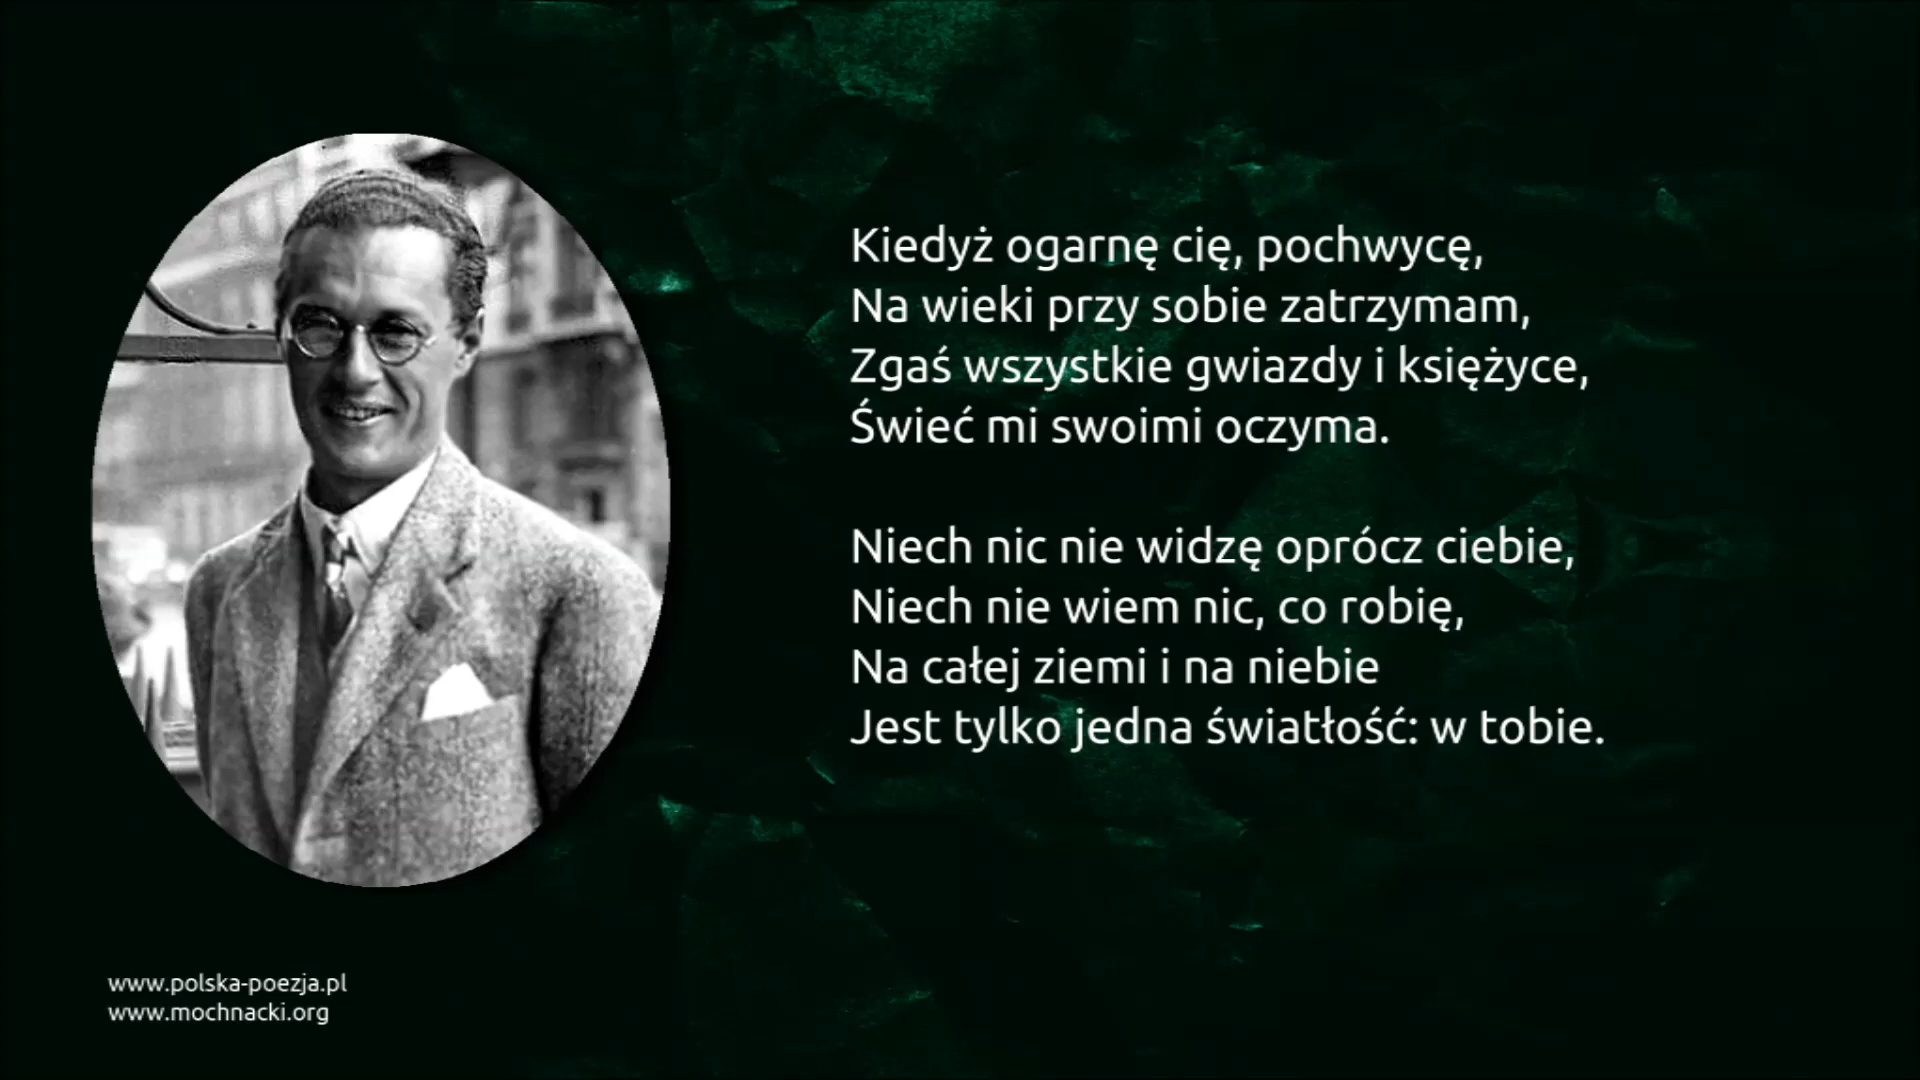 Kiedyż ogarnę cię, pochwycę,
Na wieki przy sobie zatrzymam,
Zgaś wszystkie gwiazdy i księżyce,
Świeć mi swoimi oczyma.
Niech nic nie widzę oprócz ciebie,
Niech nie wiem nic, co robię,
Na całej ziemi i na niebie
Jest tylko jedna światłość: w tobie.
www.polska-poezja.pl
www.mochnacki.org